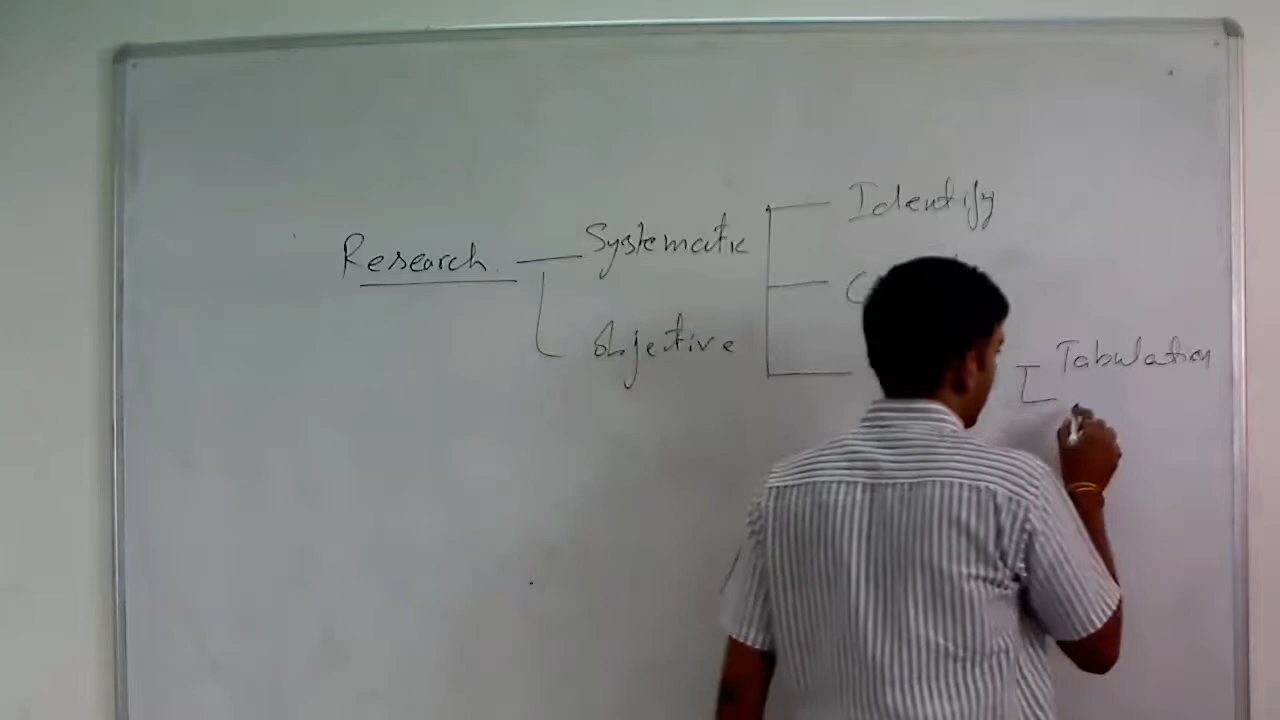 Research
Systematic
Objective
Identify
Tabulation